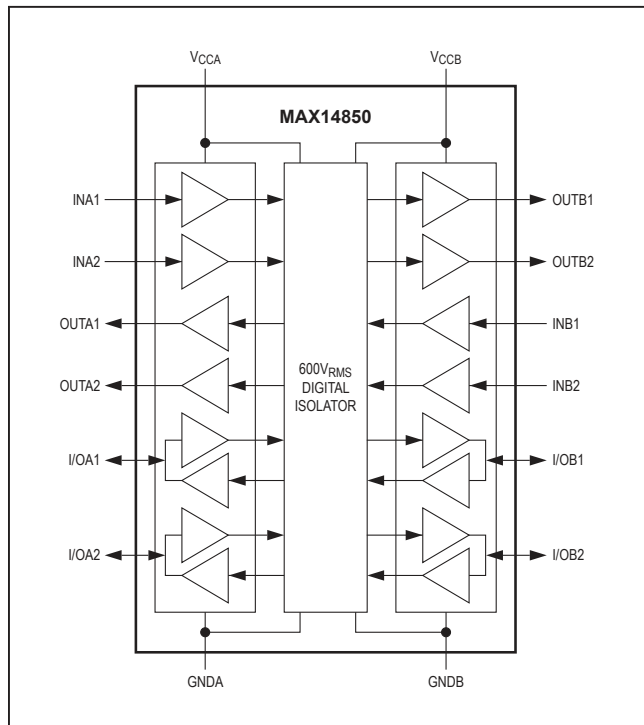 VCCA VCCB
MAX14850
INA1 OUTB1
INA2 OUTB2
OUTA1 INB1
OUTA2 INB2
600VRMS
DIGITAL
ISOLATOR
I/OA1 I/OB1
I/OA2 I/OB2
GNDA GNDB